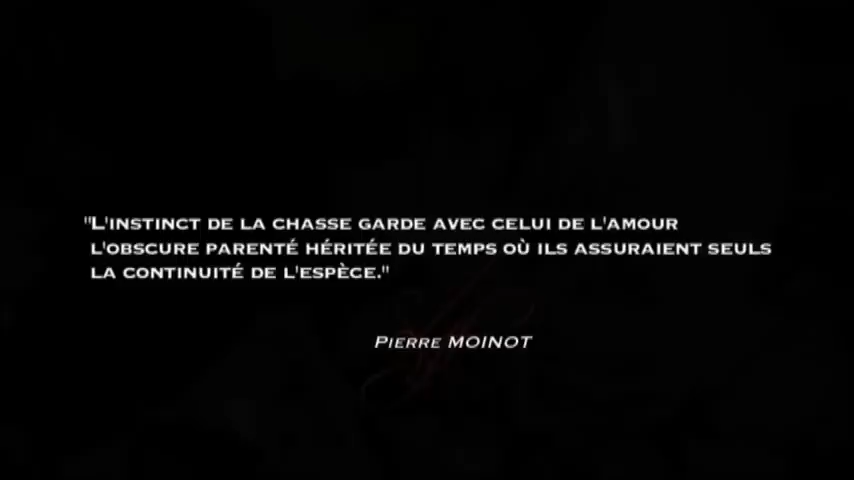 "L'INSTINCT DE LA CHASSE GARDE AVEC CELUI DE L'AMOUR
L'OBSCURE PARENTÉ HÉRITÉE DU TEMPS OÙ ILS ASSURAIENT SEULS
LA CONTINUITÉ DE L'ESPÈCE."
PIERRE MOINOT